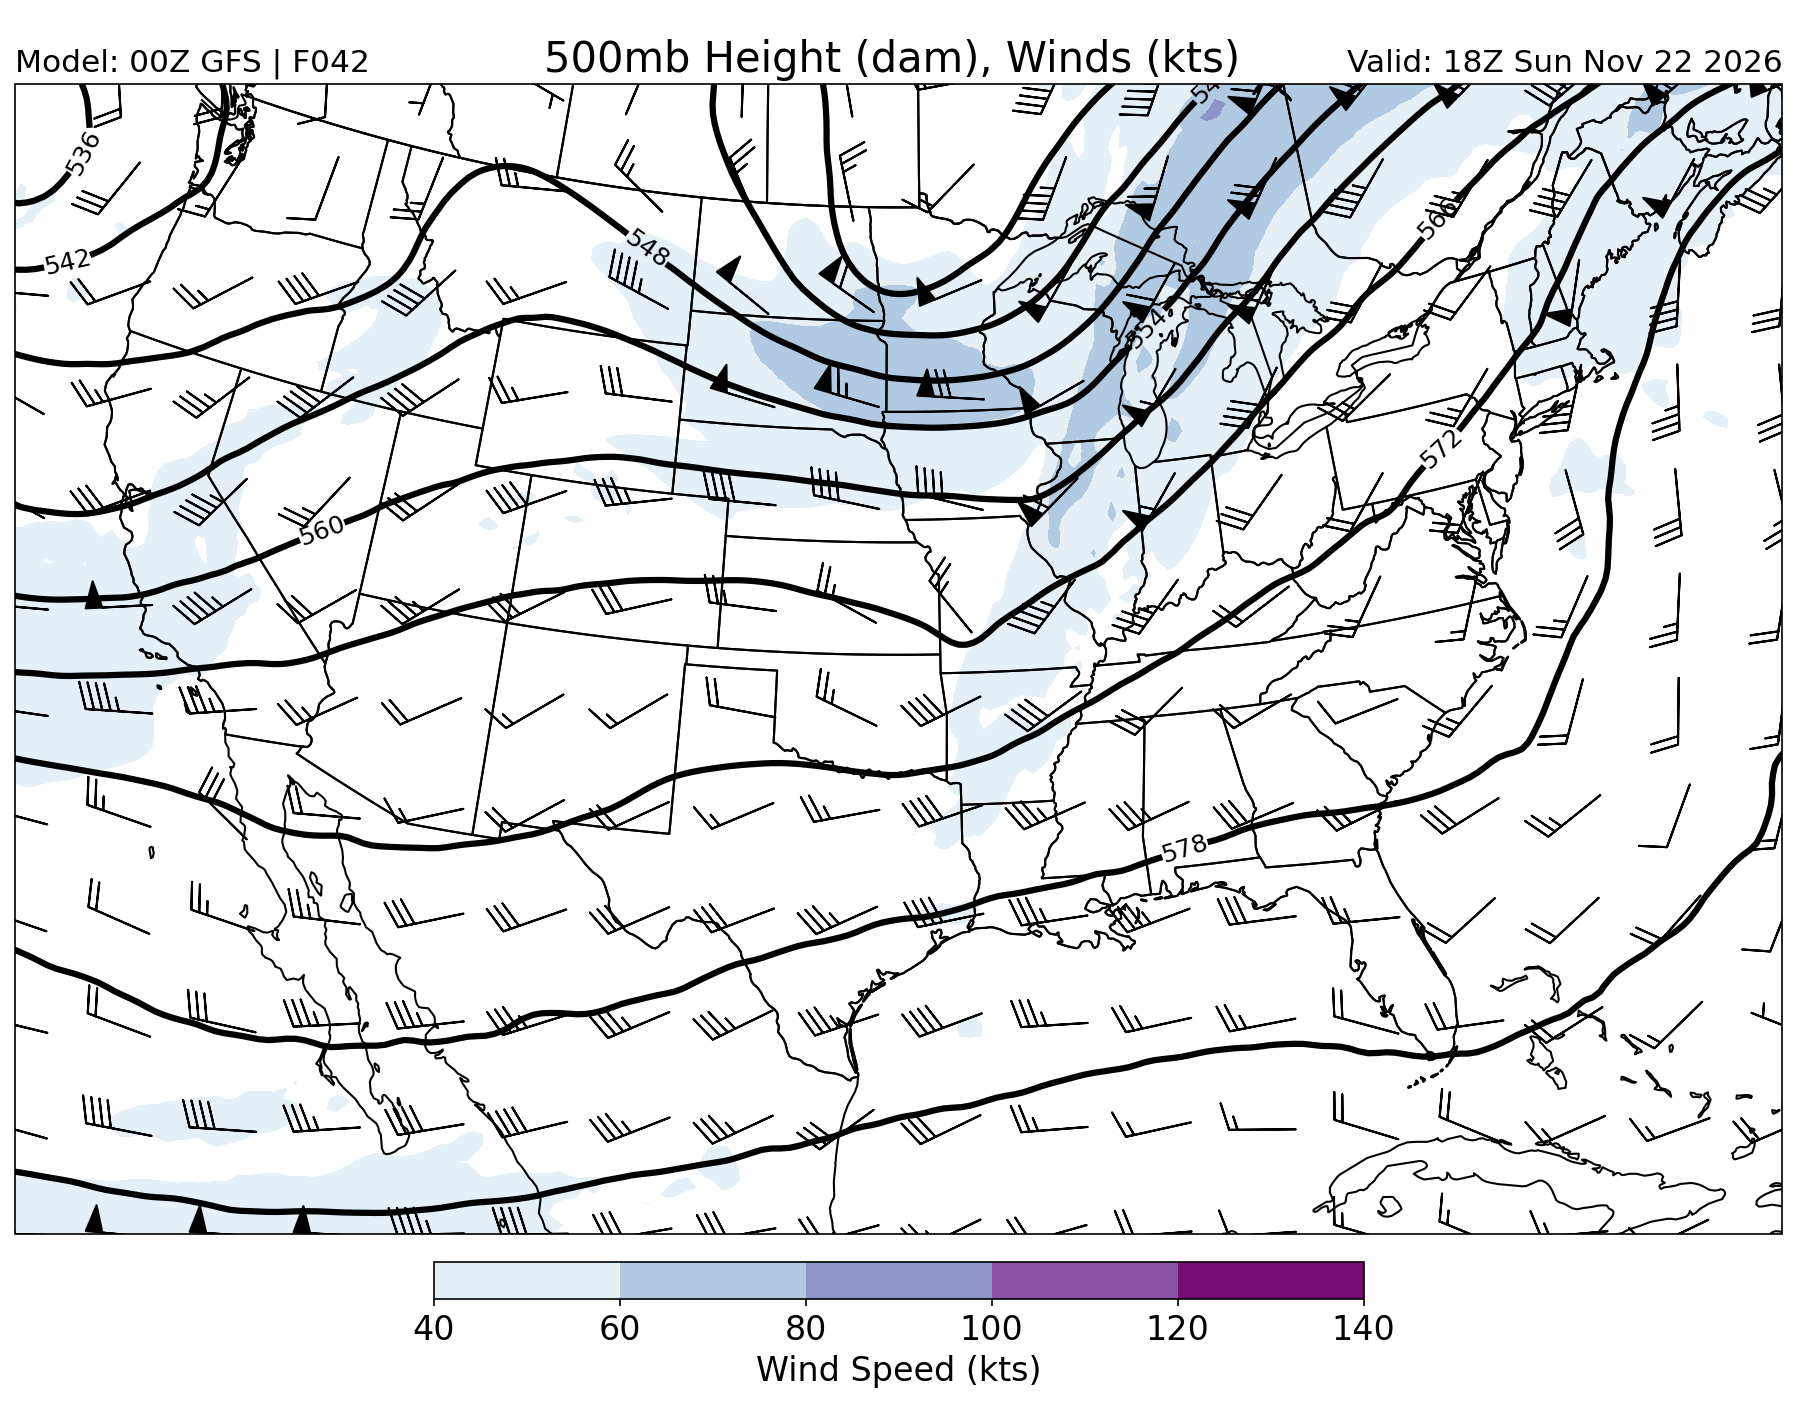 Model: 00Z GFS | F042
500mb Height (dam), Winds (kts)
Valid: 18Z Sun Nov 22 2026
536
542
548
566
554
572
560
578
40 60 80 100 120 140
Wind Speed (kts)